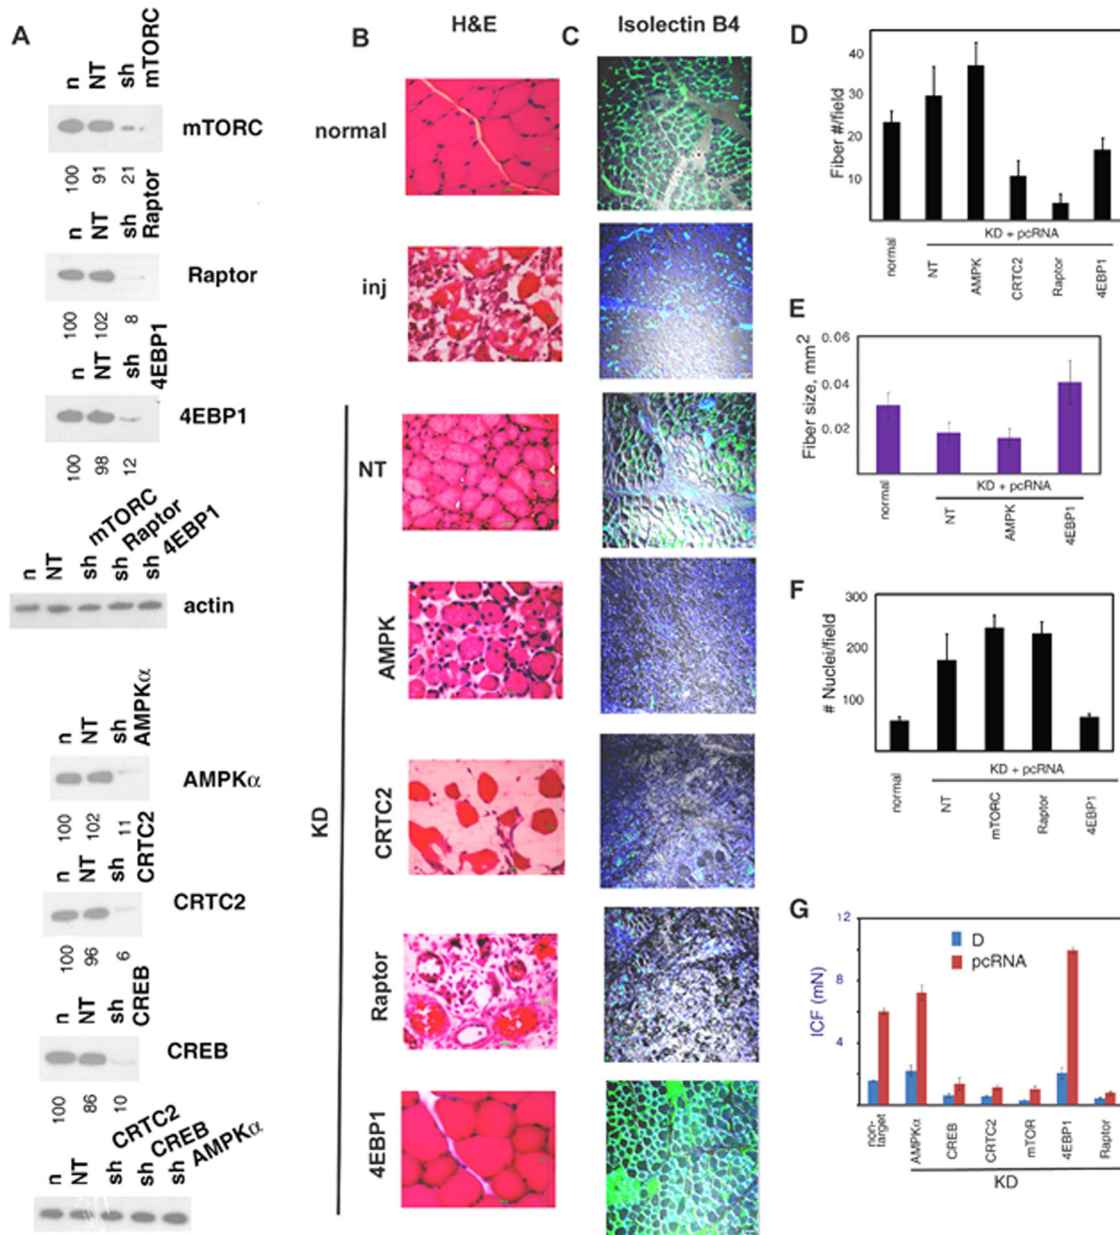 A
n
NT
sh
mTORC
mTORC
100
91
21
n
NT
sh
Raptor
Raptor
100
102
8
n
NT
sh
4EBP1
4EBP1
100
98
12
n
NT
sh mTORC
sh Raptor
sh 4EBP1
actin
n
NT
sh
AMPKα
AMPKα
100
102
11
n
NT
sh
CRTC2
CRTC2
100
96
6
n
NT
sh
CREB
CREB
100
86
10
n
NT
sh CRTC2
sh CREB
sh AMPKα
B
H&E
normal
inj
KD
NT
AMPK
CRTC2
Raptor
4EBP1
C
Isolectin B4
D
Fiber #/field
40
30
20
10
KD + pcRNA
normal
NT
AMPK
CRTC2
Raptor
4EBP1
E
Fiber size, mm2
0.06
0.04
0.02
KD + pcRNA
normal
NT
AMPK
4EBP1
F
# Nuclei/field
300
200
100
KD + pcRNA
normal
NT
mTORC
Raptor
4EBP1
G
ICF (mN)
12
8
4
D
pcRNA
non-
target
AMPKα
CREB
CRTC2
mTOR
4EBP1
Raptor
KD